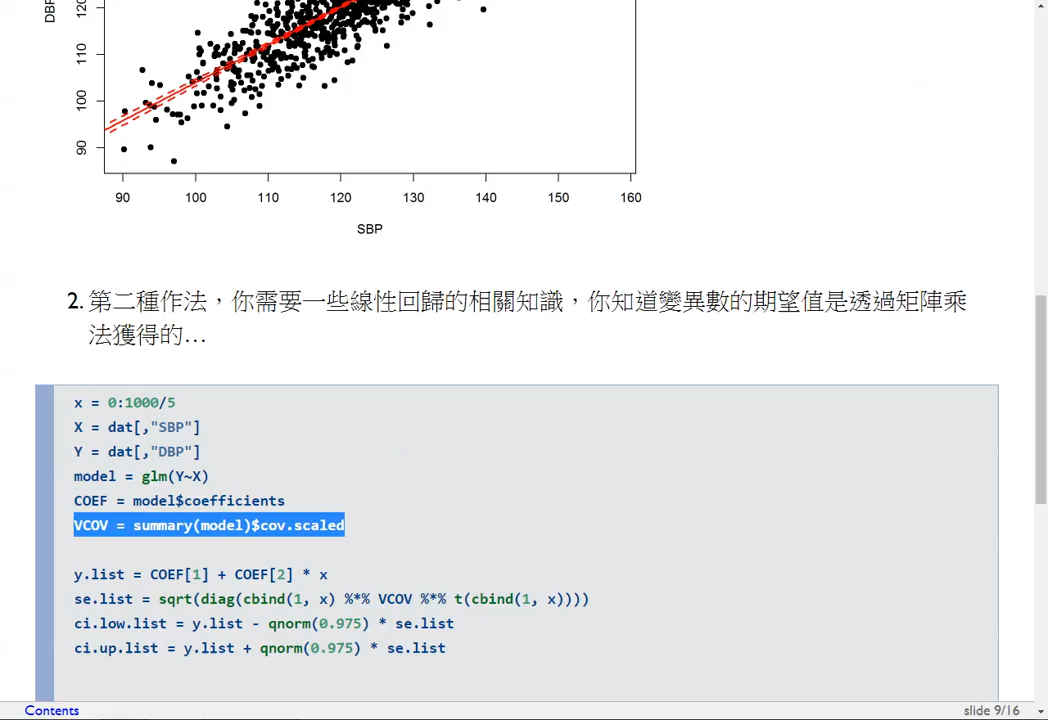 DBP
120
110
100
90
90 100 110 120 130 140 150 160
SBP
2. 第二種作法，你需要一些線性回歸的相關知識，你知道變異數的期望值是透過矩陣乘
法獲得的...
x = 0:1000/5
X = dat[,"SBP"]
Y = dat[,"DBP"]
model = glm(Y~X)
COEF = model$coefficients
VCOV = summary(model)$cov.scaled
y.list = COEF[1] + COEF[2] * x
se.list = sqrt(diag(cbind(1, x) %*% VCOV %*% t(cbind(1, x))))
ci.low.list = y.list - qnorm(0.975) * se.list
ci.up.list = y.list + qnorm(0.975) * se.list
Contents
slide 9/16